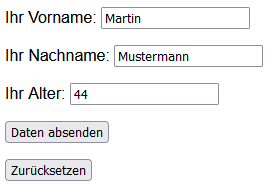 Ihr Vorname: Martin
Ihr Nachname: Mustermann
Ihr Alter: 44
Daten absenden
Zurücksetzen